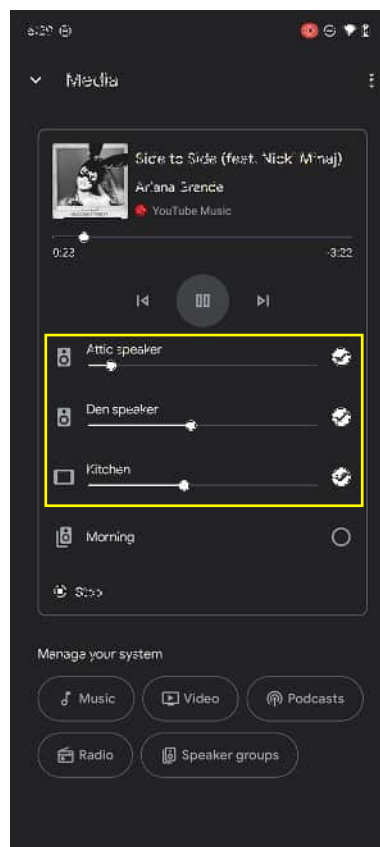 Media
Side to Side (feat. Nicki Minaj)
Ariana Grande
YouTube Music
0:23
-3:22
Attic speaker
Den speaker
Kitchen
Morning
Stop
Manage your system
Music
Video
Podcasts
Radio
Speaker groups